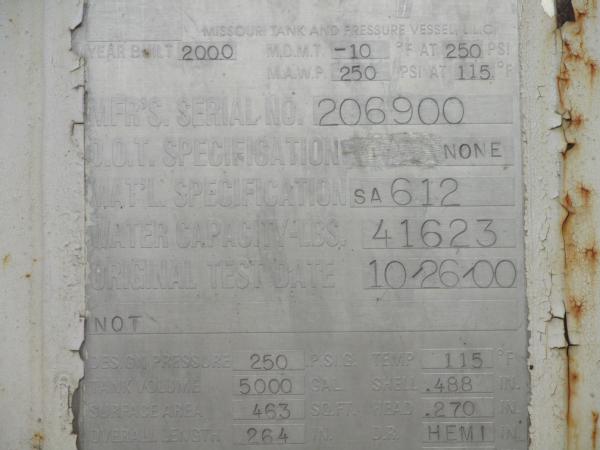 MISSOURI TANK AND PRESSURE VESSEL, L.L.C.
YEAR BUILT 2000 M.D.M.T. -10 °F AT 250 PSI
M.A.W.P. 250 PSI AT 115 °F
MFR'S. SERIAL NO. 206900
D.O.T. SPECIFICATION NONE
MAT'L. SPECIFICATION SA 612
WATER CAPACITY-LBS. 41623
ORIGINAL TEST DATE 10-26-00
NOT
DESIGN PRESSURE 250 P.S.I.G. TEMP. 115 °F
TANK VOLUME 5000 GAL. SHELL .488 IN.
SURFACE AREA 463 SQ.FT. HEAD .270 IN.
OVERALL LENGTH 264 IN. D.R. HEMI IN.